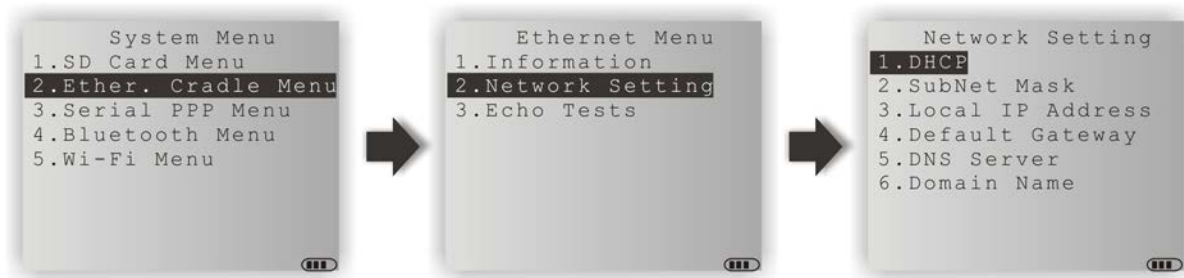 System Menu
1.SD Card Menu
2.Ether. Cradle Menu
3.Serial PPP Menu
4.Bluetooth Menu
5.Wi-Fi Menu
Ethernet Menu
1.Information
2.Network Setting
3.Echo Tests
Network Setting
1.DHCP
2.SubNet Mask
3.Local IP Address
4.Default Gateway
5.DNS Server
6.Domain Name